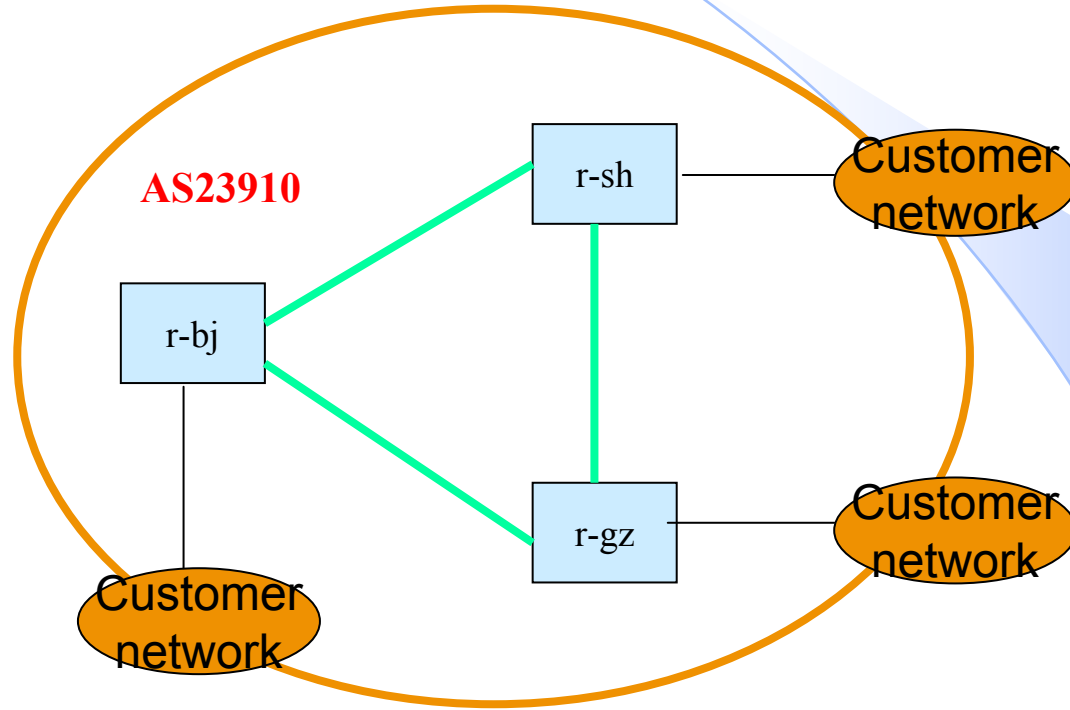 AS23910
r-sh
Customer
network
r-bj
r-gz
Customer
network
Customer
network